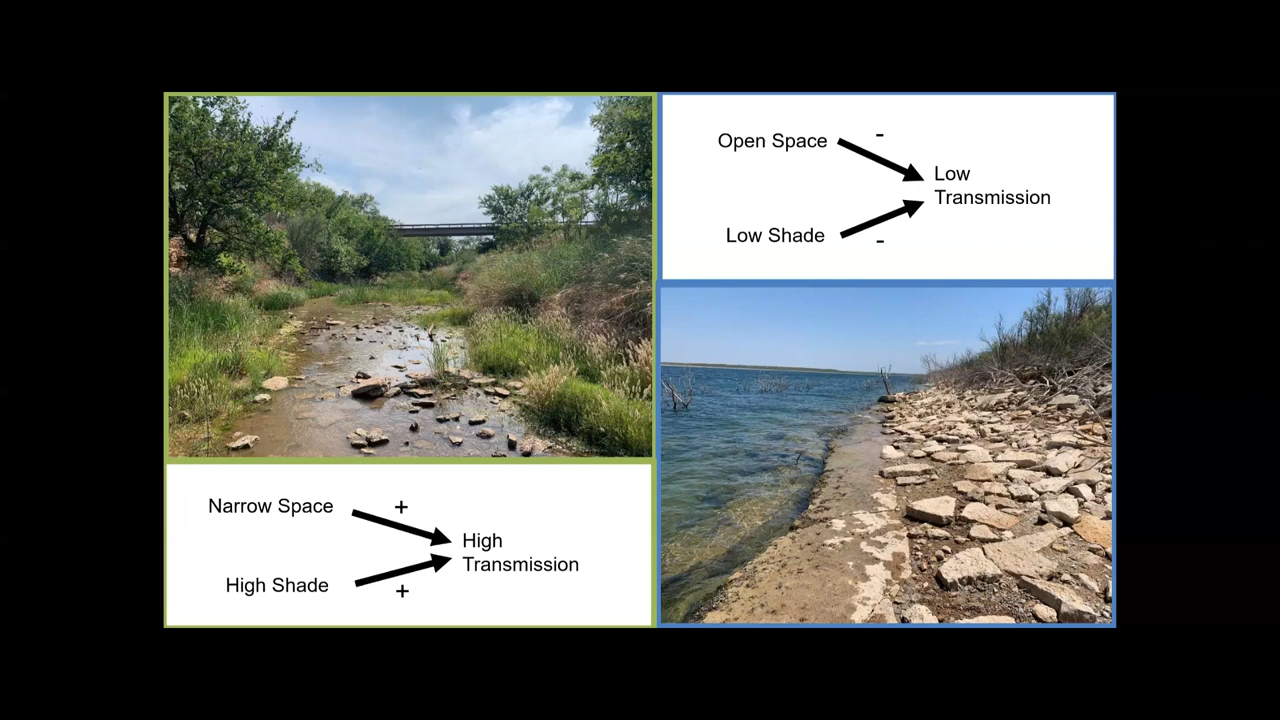 Open Space
-
Low
Transmission
Low Shade
-
Narrow Space
+
High
Transmission
High Shade
+